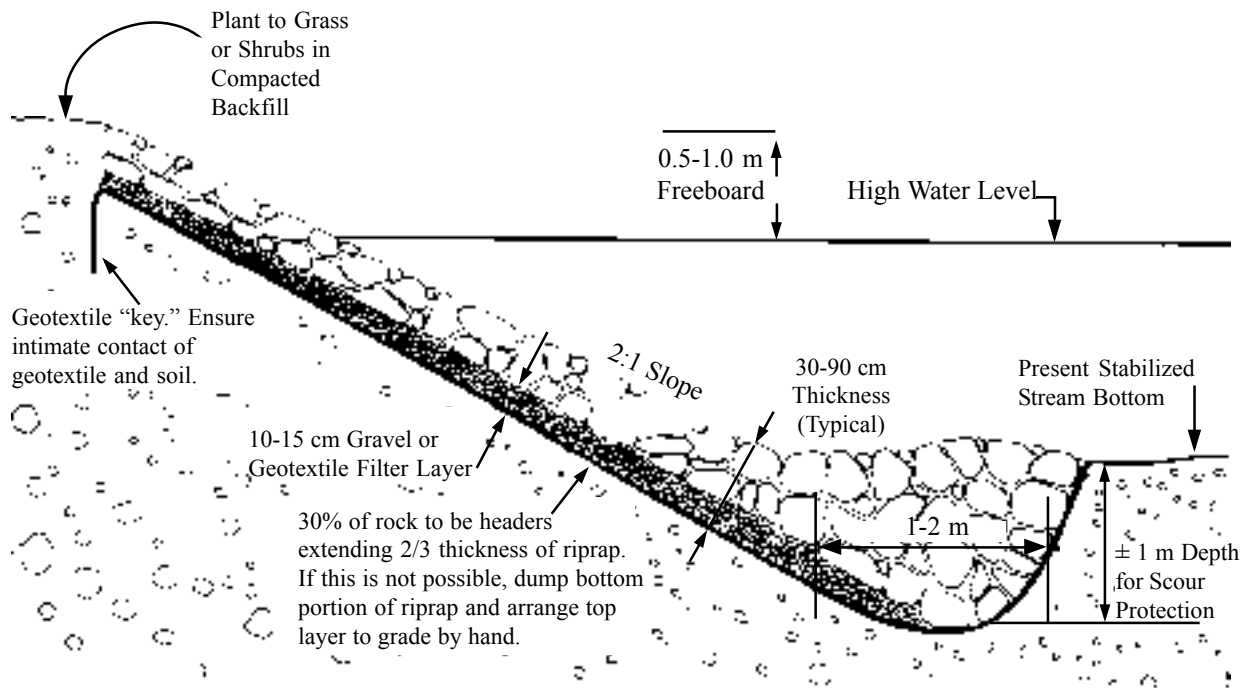 Plant to Grass
or Shrubs in
Compacted
Backfill
0.5-1.0 m
Freeboard
High Water Level
Geotextile “key.” Ensure
intimate contact of
geotextile and soil.
2:1 Slope
30-90 cm
Thickness
(Typical)
Present Stabilized
Stream Bottom
10-15 cm Gravel or
Geotextile Filter Layer
30% of rock to be headers
extending 2/3 thickness of riprap.
If this is not possible, dump bottom
portion of riprap and arrange top
layer to grade by hand.
1-2 m
± 1 m Depth
for Scour
Protection